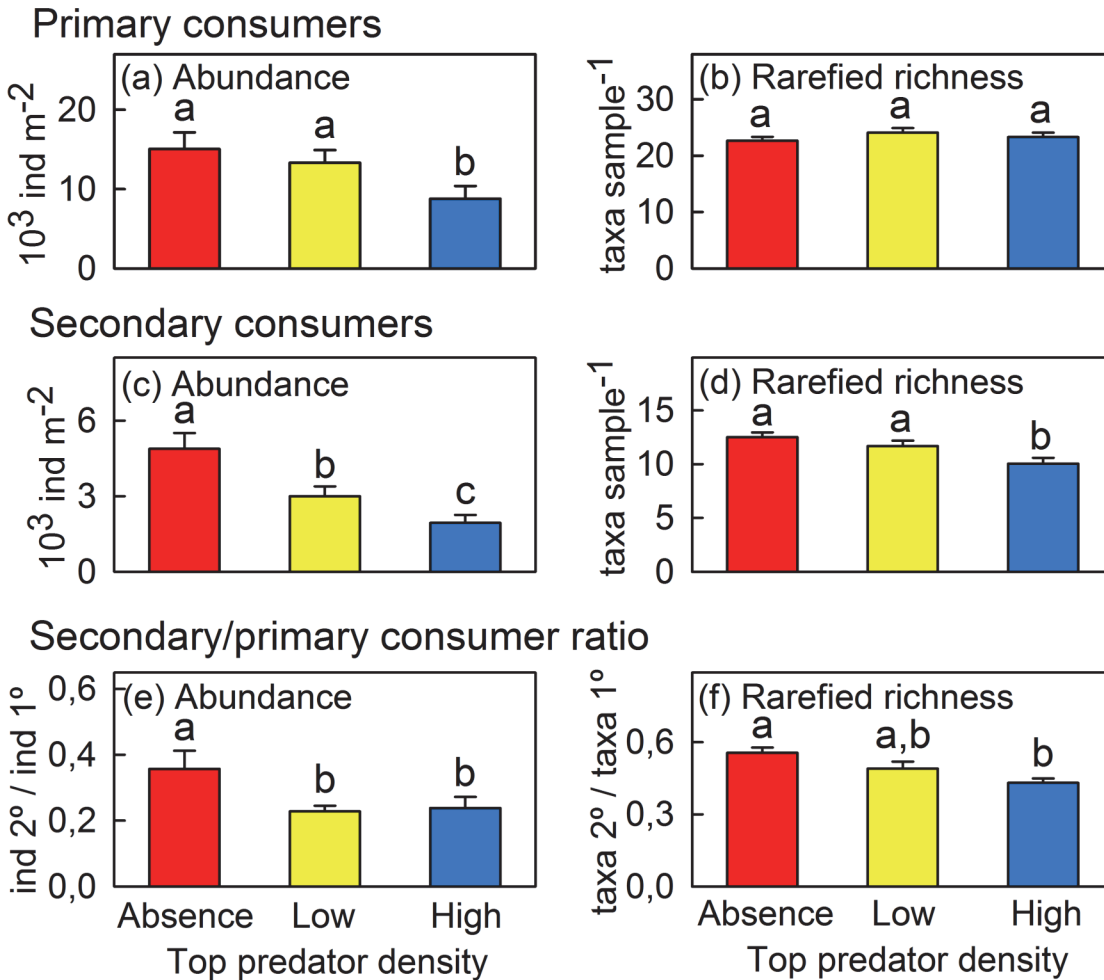 Primary consumers
(a) Abundance
10³ ind m⁻²
20
10
0
a
a
b
(b) Rarefied richness
taxa sample⁻¹
30
20
10
0
a
a
a
Secondary consumers
(c) Abundance
10³ ind m⁻²
6
3
0
a
b
c
(d) Rarefied richness
taxa sample⁻¹
15
10
5
0
a
a
b
Secondary/primary consumer ratio
(e) Abundance
ind 2º / ind 1º
0,6
0,4
0,2
0,0
a
b
b
Absence Low High
Top predator density
(f) Rarefied richness
taxa 2º / taxa 1º
0,6
0,3
0,0
a
a,b
b
Absence Low High
Top predator density